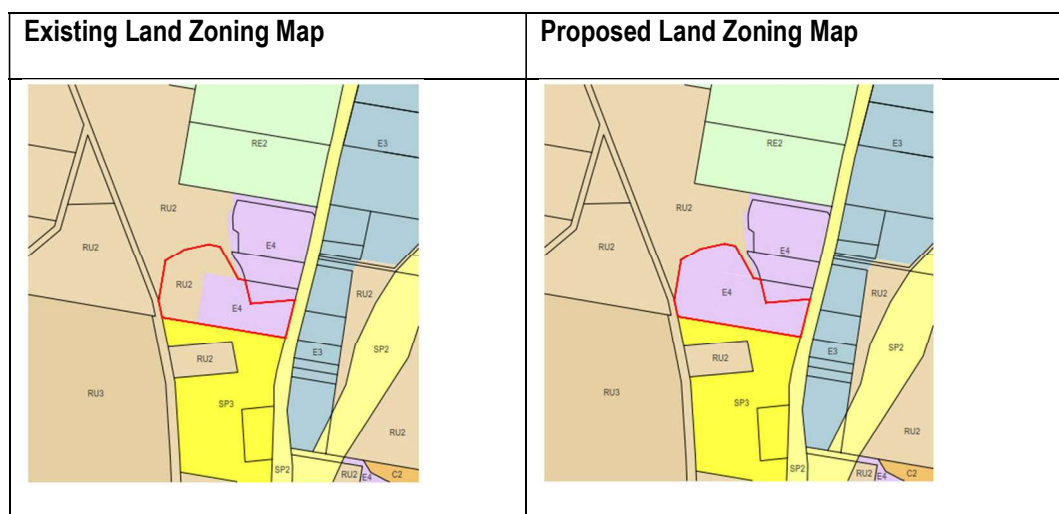 Existing Land Zoning Map
Proposed Land Zoning Map
RE2
E3
RU2
RU2
E4
RU2
RU2
E4
SP2
E3
RU2
RU3
SP3
RU2
SP2
RU2
E4
C2
RE2
E3
RU2
RU2
E4
RU2
E4
SP2
E3
RU2
RU3
SP3
RU2
SP2
RU2
E4
C2